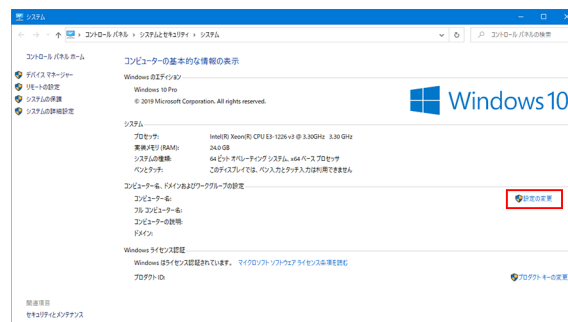 システム
コントロール パネル › システムとセキュリティ › システム
コントロール パネルの検索
コントロール パネル ホーム
デバイス マネージャー
リモートの設定
システムの保護
システムの詳細設定
コンピューターの基本的な情報の表示
Windows のエディション
Windows 10 Pro
© 2019 Microsoft Corporation. All rights reserved.
Windows 10
システム
プロセッサ: Intel(R) Xeon(R) CPU E3-1226 v3 @ 3.30GHz 3.30 GHz
実装メモリ (RAM): 24.0 GB
システムの種類: 64 ビット オペレーティング システム、x64 ベース プロセッサ
ペンとタッチ: このディスプレイでは、ペン入力とタッチ入力は利用できません
コンピューター名、ドメインおよびワークグループの設定
コンピューター名: 設定の変更
フル コンピューター名:
コンピューターの説明:
ドメイン:
Windows ライセンス認証
Windows はライセンス認証されています。 マイクロソフト ソフトウェア ライセンス条項を読む
プロダクト ID: プロダクト キーの変更
関連項目
セキュリティとメンテナンス